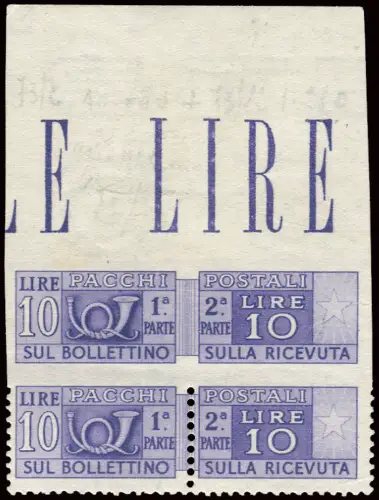 LE LIRE
LIRE PACCHI POSTALI
10 1.ª PARTE 2.ª PARTE LIRE 10
SUL BOLLETTINO SULLA RICEVUTA
LIRE PACCHI POSTALI
10 1.ª PARTE 2.ª PARTE LIRE 10
SUL BOLLETTINO SULLA RICEVUTA